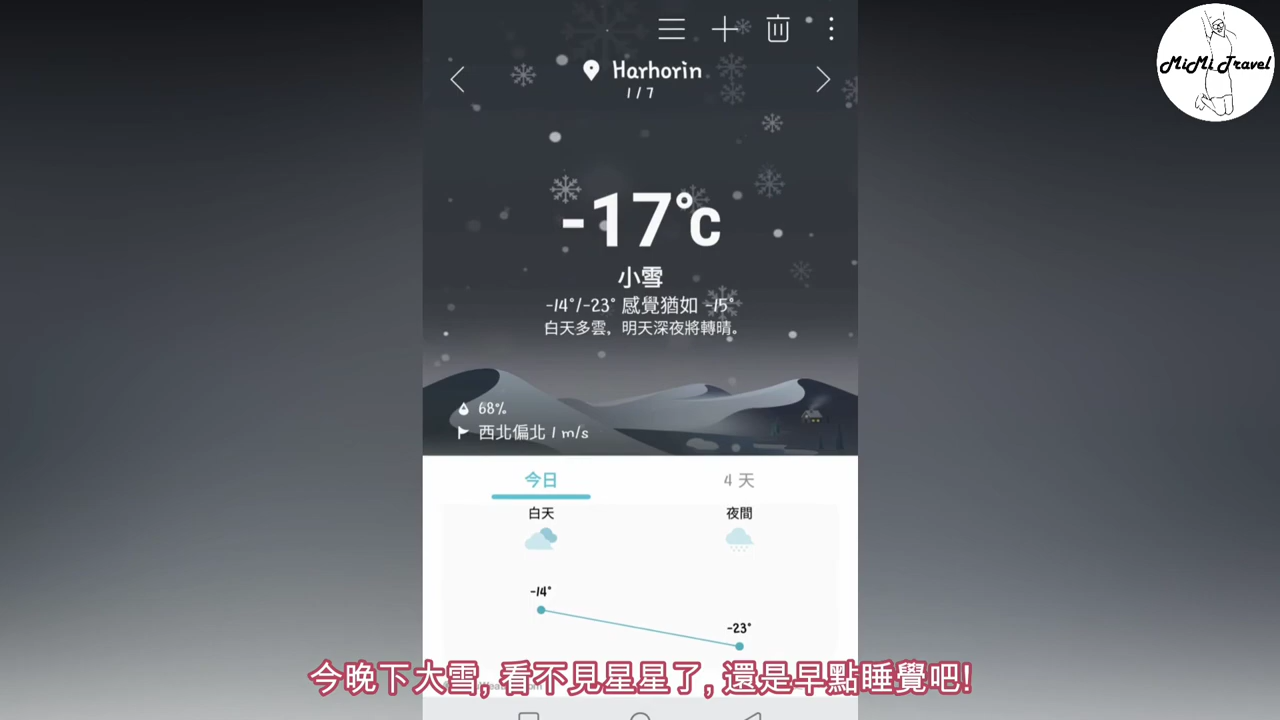 MiMi Travel
Harhorin
1/7
-17°c
小雪
-14°/-23° 感覺猶如 -15°
白天多雲，明天深夜將轉晴。
68%
西北偏北 1 m/s
今日
4 天
白天
夜間
-14°
-23°
今晚下大雪, 看不見星星了, 還是早點睡覺吧!